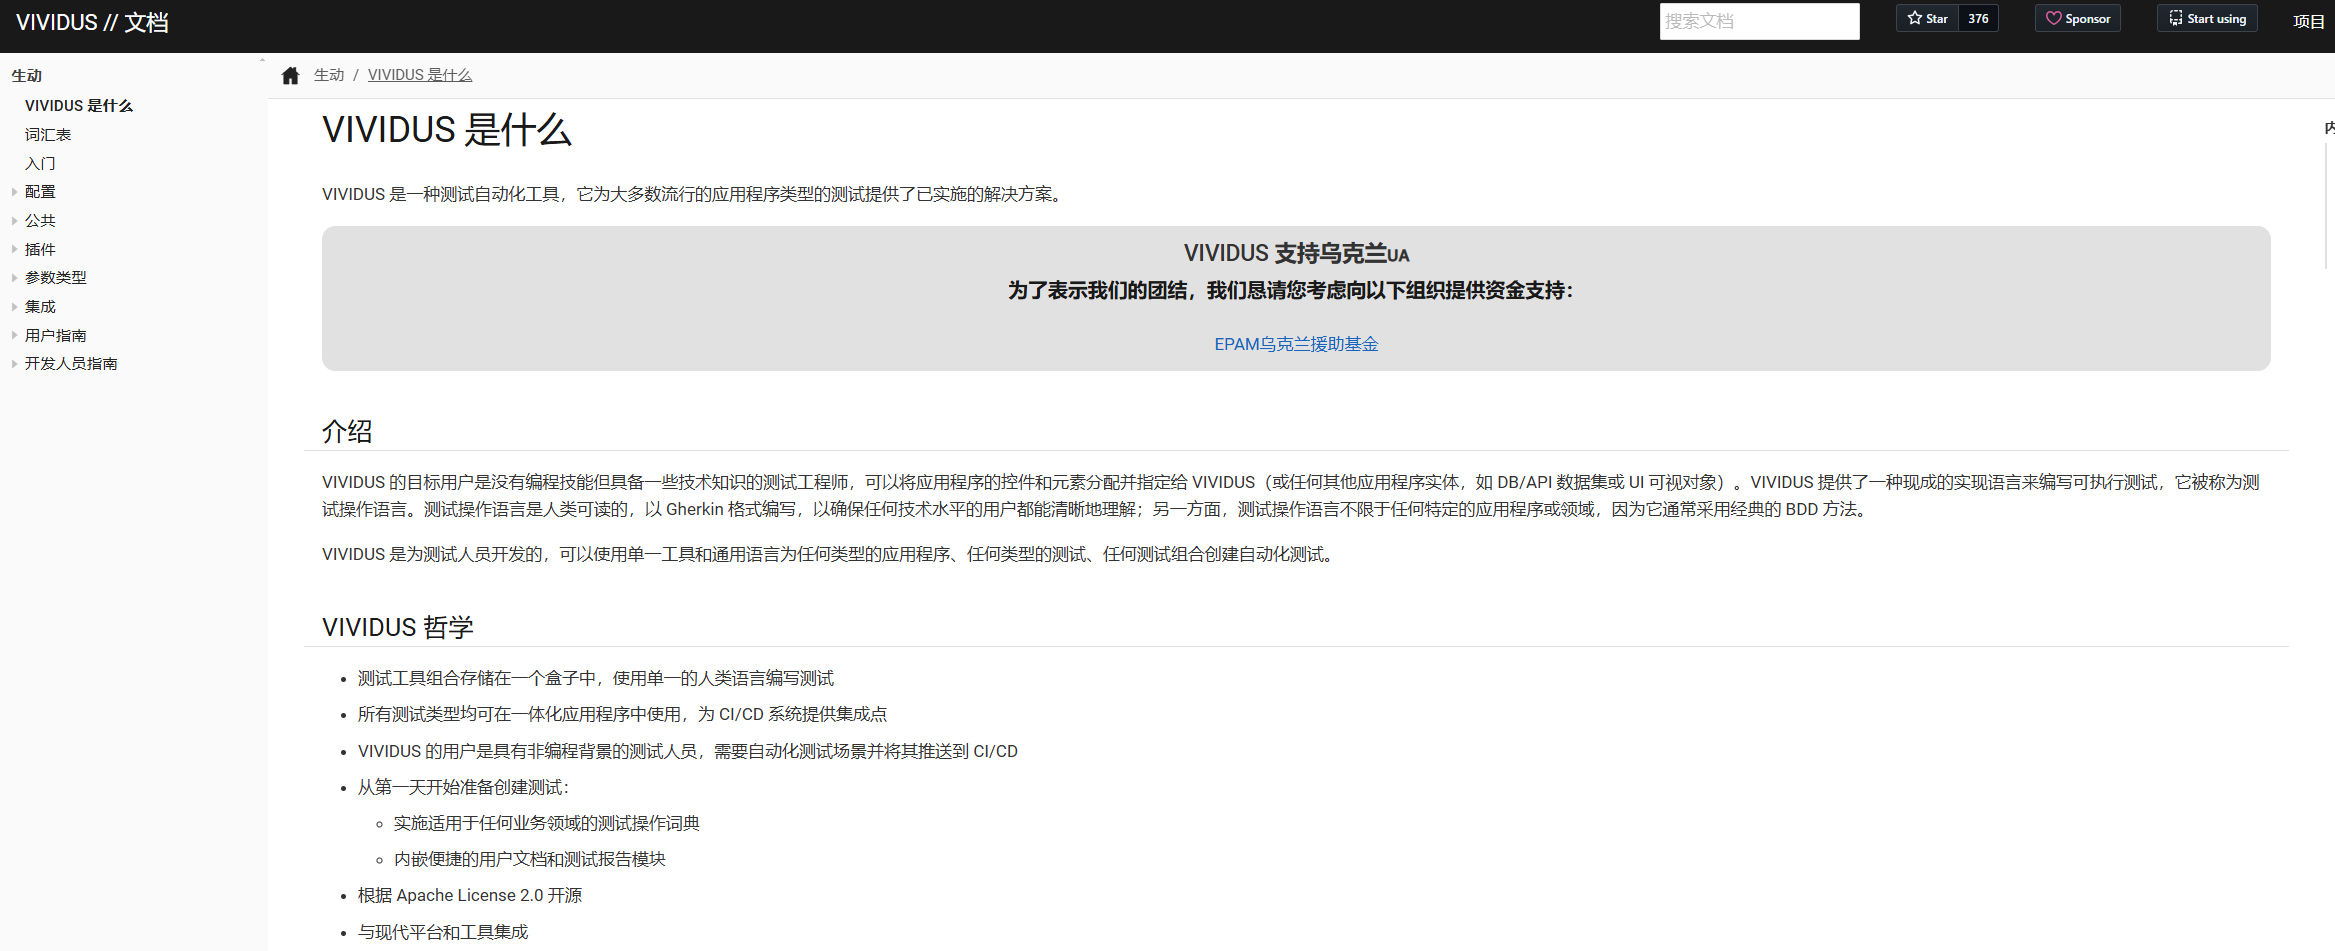 VIVIDUS // 文档
搜索文档
Star 376
Sponsor
Start using
项目
生动
VIVIDUS 是什么
词汇表
入门
配置
公共
插件
参数类型
集成
用户指南
开发人员指南
生动 / VIVIDUS 是什么
VIVIDUS 是什么
VIVIDUS 是一种测试自动化工具，它为大多数流行的应用程序类型的测试提供了已实施的解决方案。
VIVIDUS 支持乌克兰UA
为了表示我们的团结，我们恳请您考虑向以下组织提供资金支持：
EPAM乌克兰援助基金
介绍
VIVIDUS 的目标用户是没有编程技能但具备一些技术知识的测试工程师，可以将应用程序的控件和元素分配并指定给 VIVIDUS（或任何其他应用程序实体，如 DB/API 数据集或 UI 可视对象）。VIVIDUS 提供了一种现成的实现语言来编写可执行测试，它被称为测
试操作语言。测试操作语言是人类可读的，以 Gherkin 格式编写，以确保任何技术水平的用户都能清晰地理解；另一方面，测试操作语言不限于任何特定的应用程序或领域，因为它通常采用经典的 BDD 方法。
VIVIDUS 是为测试人员开发的，可以使用单一工具和通用语言为任何类型的应用程序、任何类型的测试、任何测试组合创建自动化测试。
VIVIDUS 哲学
测试工具组合存储在一个盒子中，使用单一的人类语言编写测试
所有测试类型均可在一体化应用程序中使用，为 CI/CD 系统提供集成点
VIVIDUS 的用户是具有非编程背景的测试人员，需要自动化测试场景并将其推送到 CI/CD
从第一天开始准备创建测试：
实施适用于任何业务领域的测试操作词典
内嵌便捷的用户文档和测试报告模块
根据 Apache License 2.0 开源
与现代平台和工具集成